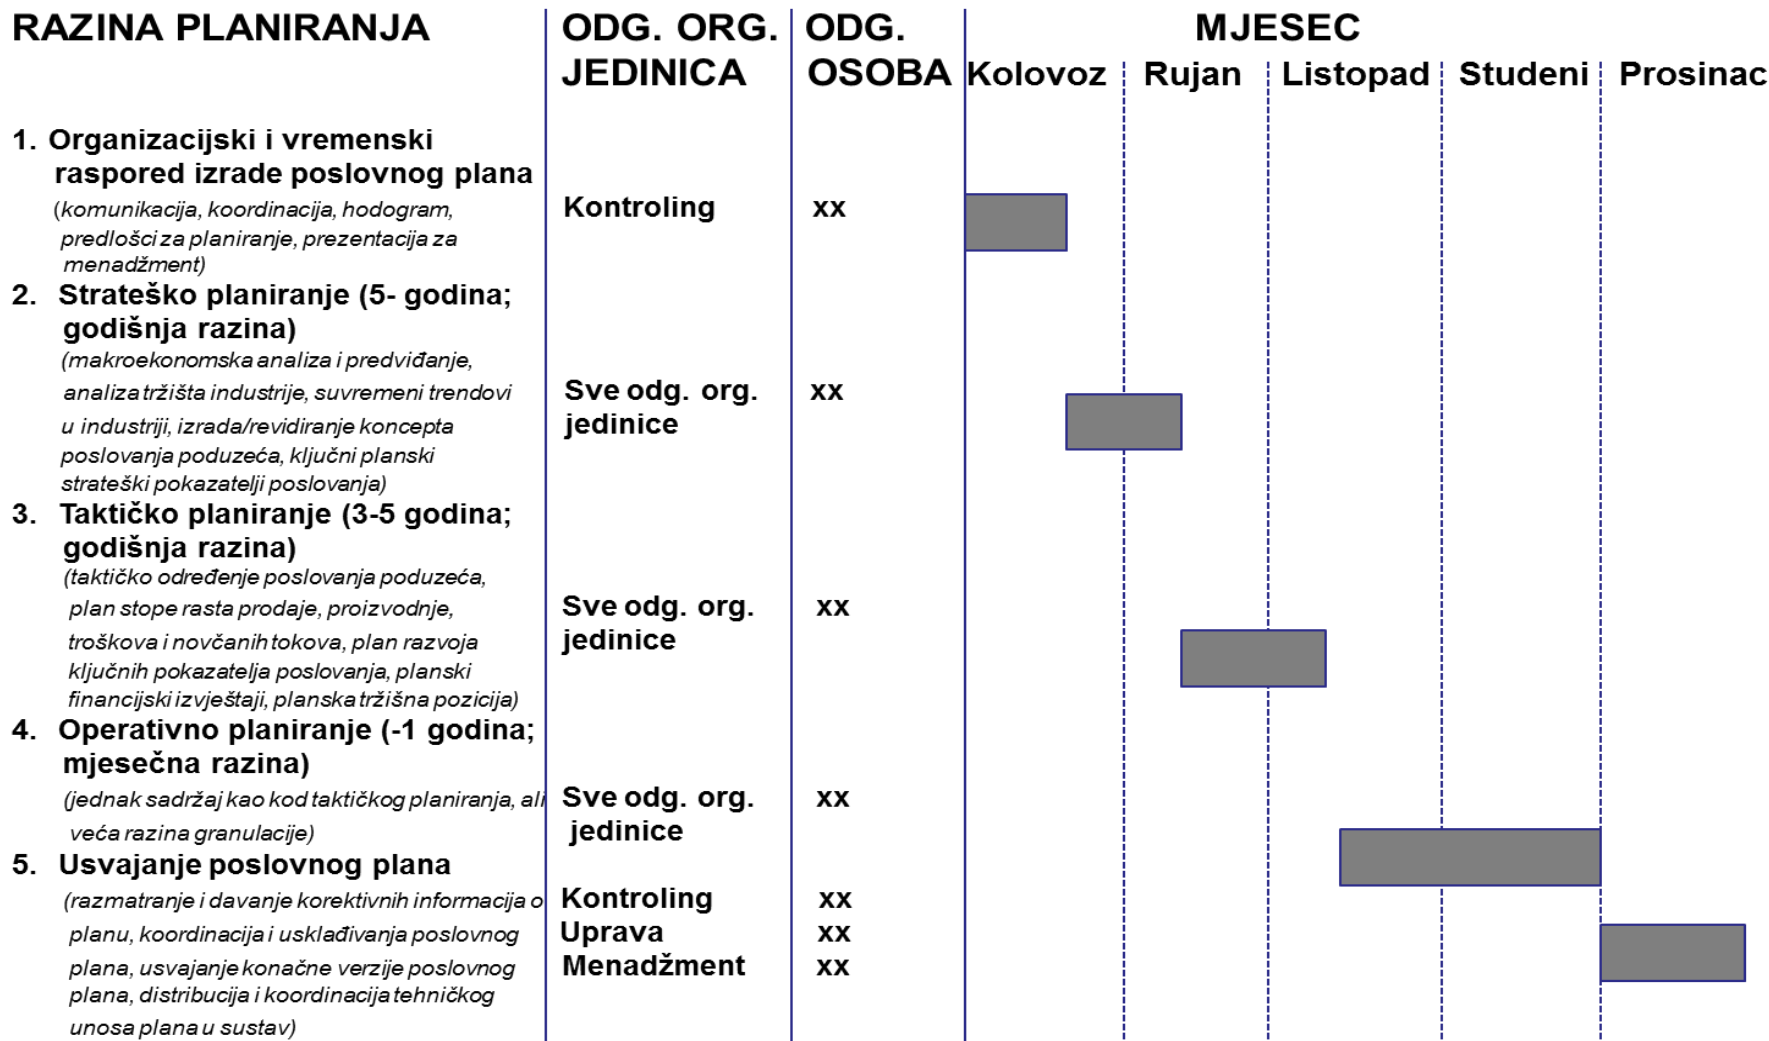 RAZINA PLANIRANJA
ODG. ORG.
JEDINICA
ODG.
OSOBA
MJESEC
Kolovoz
Rujan
Listopad
Studeni
Prosinac
1. Organizacijski i vremenski
raspored izrade poslovnog plana
(komunikacija, koordinacija, hodogram,
predlošci za planiranje, prezentacija za
menadžment)
Kontroling
xx
2. Strateško planiranje (5- godina;
godišnja razina)
(makroekonomska analiza i predviđanje,
analiza tržišta industrije, suvremeni trendovi
u industriji, izrada/revidiranje koncepta
poslovanja poduzeća, ključni planski
strateški pokazatelji poslovanja)
Sve odg. org.
jedinice
xx
3. Taktičko planiranje (3-5 godina;
godišnja razina)
(taktičko određenje poslovanja poduzeća,
plan stope rasta prodaje, proizvodnje,
troškova i novčanih tokova, plan razvoja
ključnih pokazatelja poslovanja, planski
financijski izvještaji, planska tržišna pozicija)
Sve odg. org.
jedinice
xx
4. Operativno planiranje (-1 godina;
mjesečna razina)
(jednak sadržaj kao kod taktičkog planiranja, ali
veća razina granulacije)
Sve odg. org.
jedinice
xx
5. Usvajanje poslovnog plana
(razmatranje i davanje korektivnih informacija o
planu, koordinacija i usklađivanja poslovnog
plana, usvajanje konačne verzije poslovnog
plana, distribucija i koordinacija tehničkog
unosa plana u sustav)
Kontroling
xx
Uprava
xx
Menadžment
xx